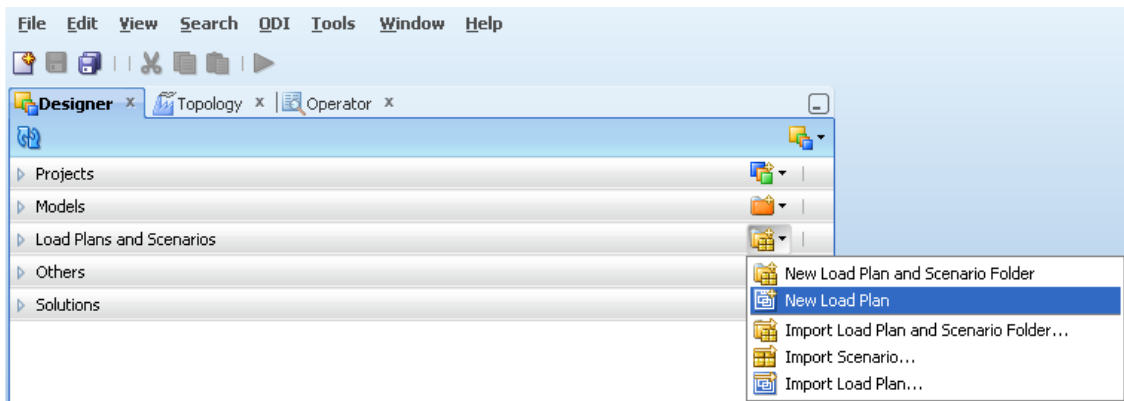 File Edit View Search ODI Tools Window Help
Designer x Topology x Operator x
Projects
Models
Load Plans and Scenarios
Others
Solutions
New Load Plan and Scenario Folder
New Load Plan
Import Load Plan and Scenario Folder...
Import Scenario...
Import Load Plan...